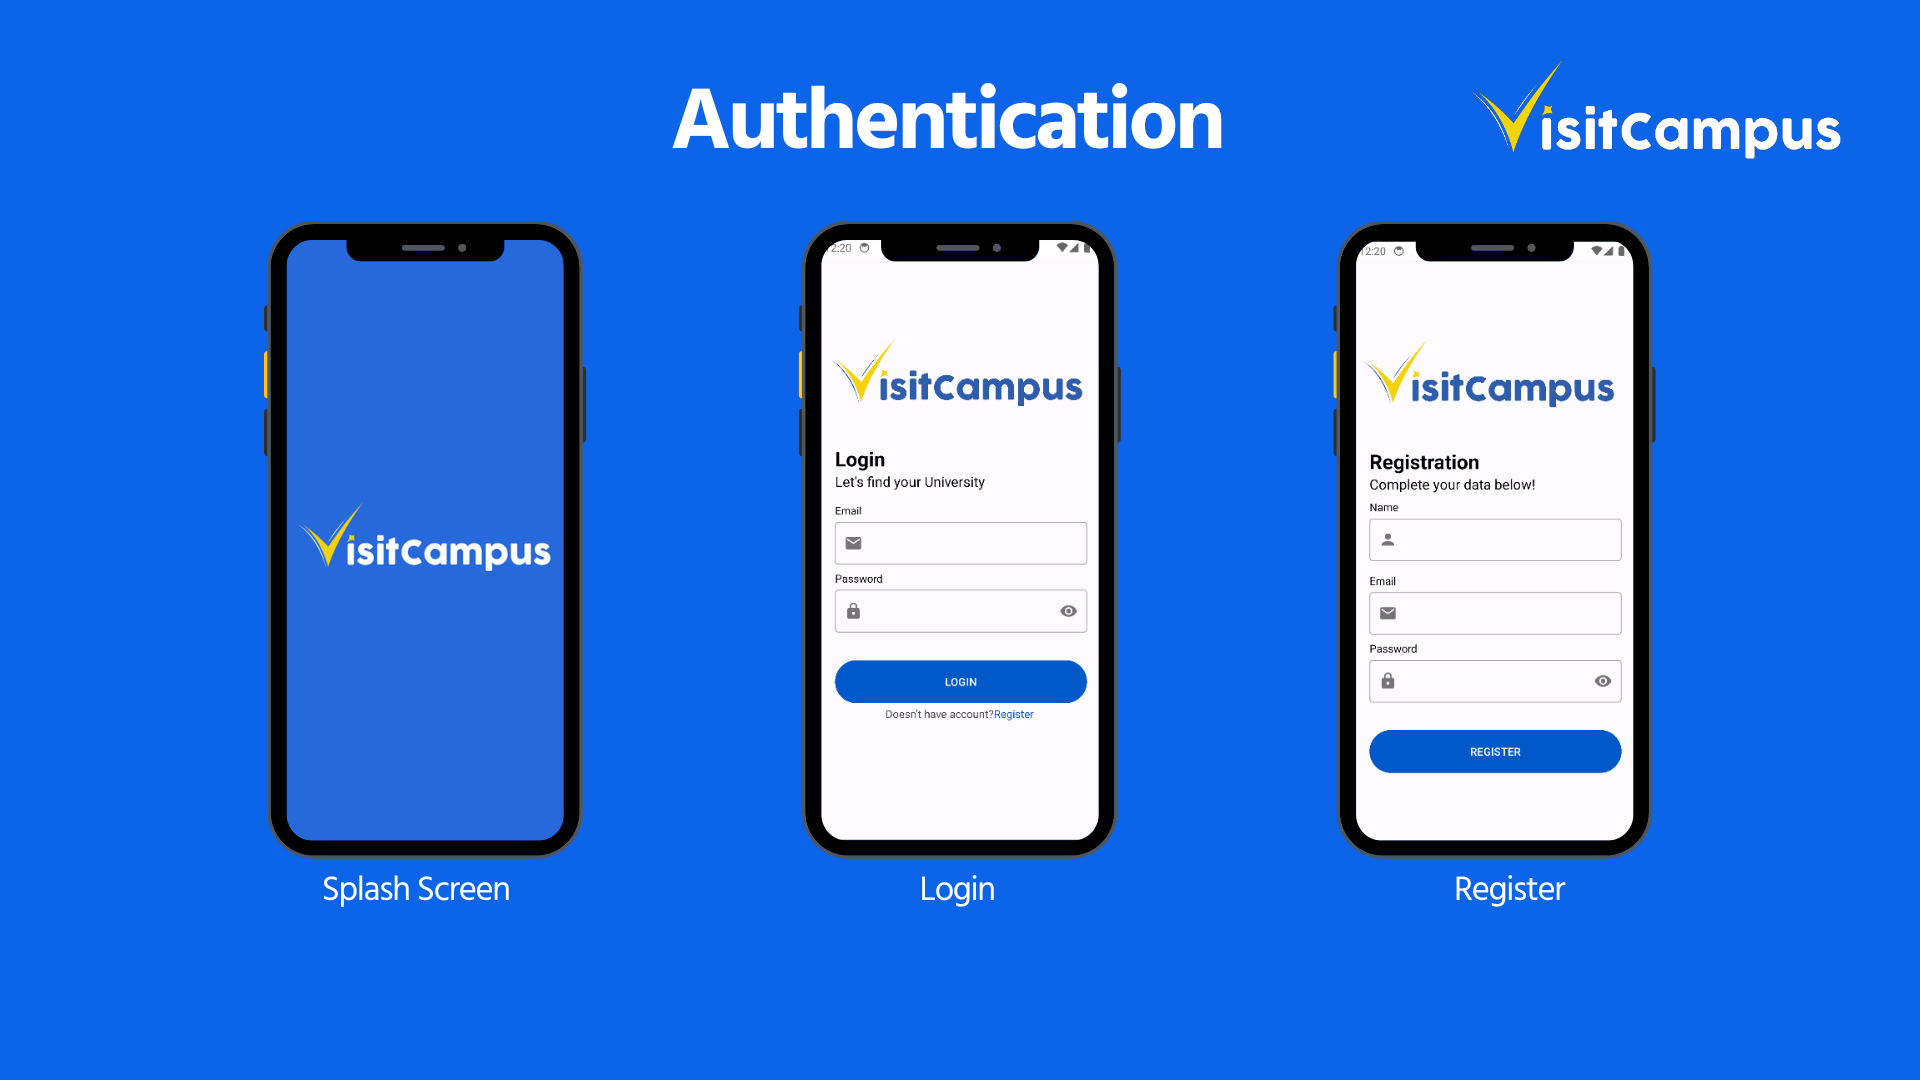 Authentication
VisitCampus
VisitCampus
Splash Screen
2:20
VisitCampus
Login
Let's find your University
Email
Password
LOGIN
Doesn't have account?Register
Login
12:20
VisitCampus
Registration
Complete your data below!
Name
Email
Password
REGISTER
Register